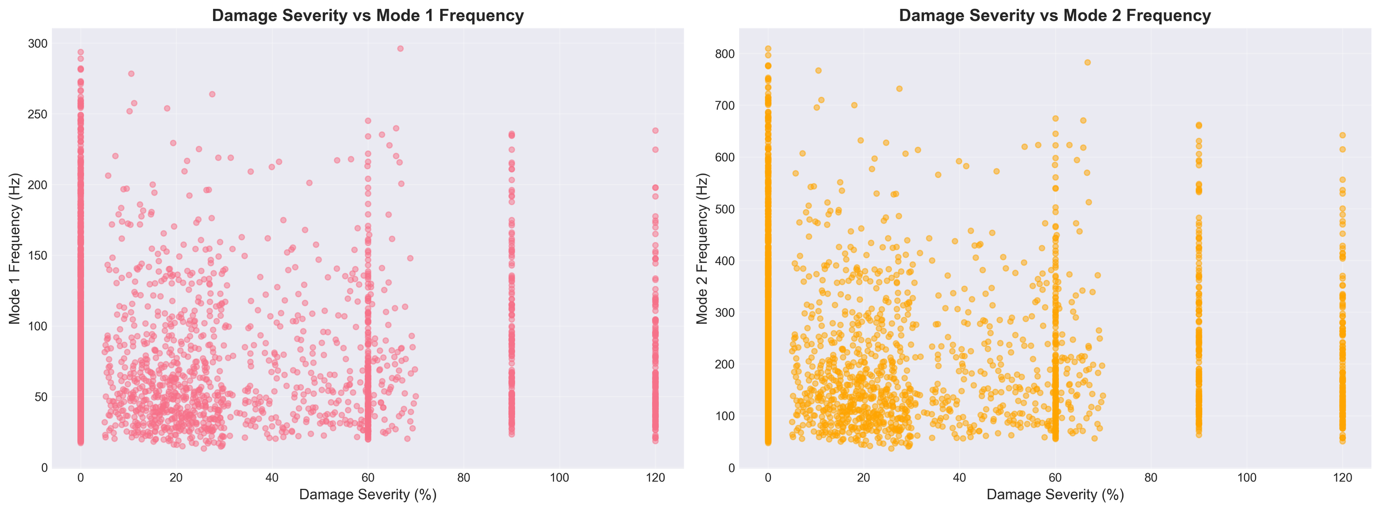 Damage Severity vs Mode 1 Frequency
Mode 1 Frequency (Hz)
300
250
200
150
100
50
0
0 20 40 60 80 100 120
Damage Severity (%)
Damage Severity vs Mode 2 Frequency
Mode 2 Frequency (Hz)
800
700
600
500
400
300
200
100
0
0 20 40 60 80 100 120
Damage Severity (%)